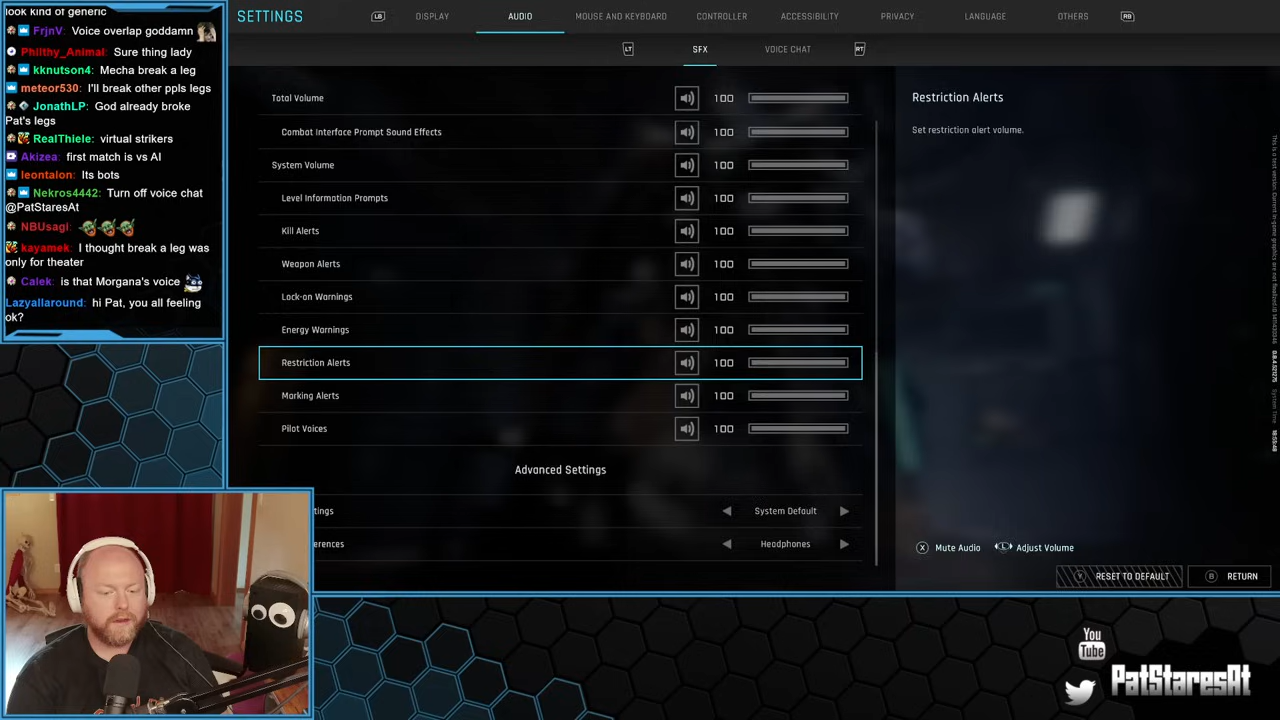 look kind of generic
FrjnV: Voice overlap goddamn
Philthy_Animal: Sure thing lady
kknutson4: Mecha break a leg
meteor530: I'll break other ppls legs
JonathLP: God already broke
Pat's legs
RealThiele: virtual strikers
Akizea: first match is vs AI
leontalon: Its bots
Nekros4442: Turn off voice chat
@PatStaresAt
NBUsagi:
kayamek: I thought break a leg was
only for theater
Calek: is that Morgana's voice
Lazyallaround: hi Pat, you all feeling
ok?
SETTINGS
LB DISPLAY AUDIO MOUSE AND KEYBOARD CONTROLLER ACCESSIBILITY PRIVACY LANGUAGE OTHERS RB
LT SFX VOICE CHAT RT
Total Volume 100
Combat Interface Prompt Sound Effects 100
System Volume 100
Level Information Prompts 100
Kill Alerts 100
Weapon Alerts 100
Lock-on Warnings 100
Energy Warnings 100
Restriction Alerts 100
Marking Alerts 100
Pilot Voices 100
Advanced Settings
tings System Default
erences Headphones
Restriction Alerts
Set restriction alert volume.
X Mute Audio L Adjust Volume
Y RESET TO DEFAULT B RETURN
You
Tube
PatStaresAt